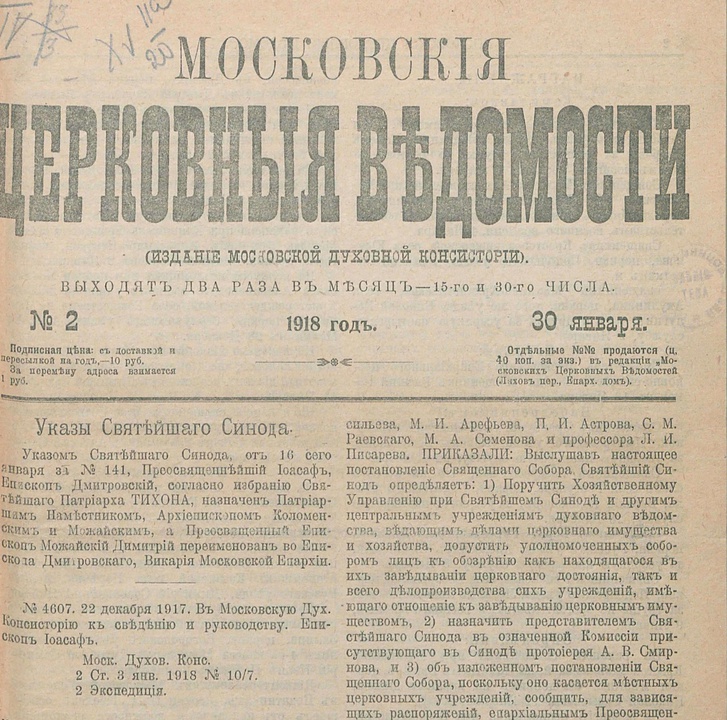 МОСКОВСКІЯ
ЦЕРКОВНЫЯ ВѢДОМОСТИ
(ИЗДАНІЕ МОСКОВСКОЙ ДУХОВНОЙ КОНСИСТОРІИ).
ВЫХОДЯТЪ ДВА РАЗА ВЪ МѢСЯЦЪ—15-го и 30-го ЧИСЛА.
№ 2
1918 годъ.
30 января.
Подписная цѣна: съ доставкой и
пересылкой на годъ,—10 руб.
За перемѣну адреса взимается
1 руб.
Отдѣльные №№ продаются (ц.
40 коп. за экз.) въ редакціи „Мо-
сковскихъ Церковныхъ Вѣдомостей
(Лиховъ пер., Епарх. домъ).
Указы Святѣйшаго Синода.
Указомъ Святѣйшаго Синода, отъ 16 сего
января за № 141, Преосвященнѣйшій Іоасафъ,
Епископъ Дмитровскій, согласно избранію Свя-
тѣйшаго Патріарха ТИХОНА, назначенъ Патріар-
шимъ Намѣстникомъ, Архіепископомъ Коломен-
скимъ и Можайскимъ, а Преосвященный Епи-
скопъ Можайскій Димитрій переименованъ во Епи-
скопа Дмитровскаго, Викарія Московской Епархіи.
№ 4607. 22 декабря 1917. Въ Московскую Дух.
Консисторію къ свѣдѣнію и руководству. Епи-
скопъ Іоасафъ.
Моск. Духов. Конс.
2 Ст. 3 янв. 1918 № 10/7.
2 Экспедиція.
сильева, М. И. Арефьева, П. И. Астрова, С. М.
Раевскаго, М. А. Семенова и профессора Л. И.
Писарева. ПРИКАЗАЛИ: Выслушавъ настоящее
постановленіе Священнаго Собора, Святѣйшій Си-
нодъ опредѣляетъ: 1) Поручить Хозяйственному
Управленію при Святѣйшемъ Синодѣ и другимъ
центральнымъ учрежденіямъ духовнаго вѣдом-
ства, вѣдающимъ дѣлами церковнаго имущества
и хозяйства, допустить уполномоченныхъ собо-
ромъ лицъ къ обозрѣнію какъ находящагося въ
ихъ завѣдываніи церковнаго достоянія, такъ и
всего дѣлопроизводства сихъ учрежденій, имѣ-
ющаго отношеніе къ завѣдыванію церковнымъ иму-
ществомъ, 2) назначить представителемъ Свя-
тѣйшаго Синода въ означенной Комиссіи при-
сутствующаго въ Синодѣ протоіерея А. В. Смир-
нова, и 3) объ изложенномъ постановленіи Свя-
щеннаго Собора, поскольку оно касается мѣстныхъ
церковныхъ учрежденій, сообщить, для завися-
щихъ распоряженій, епархіальнымъ Преосвящен-